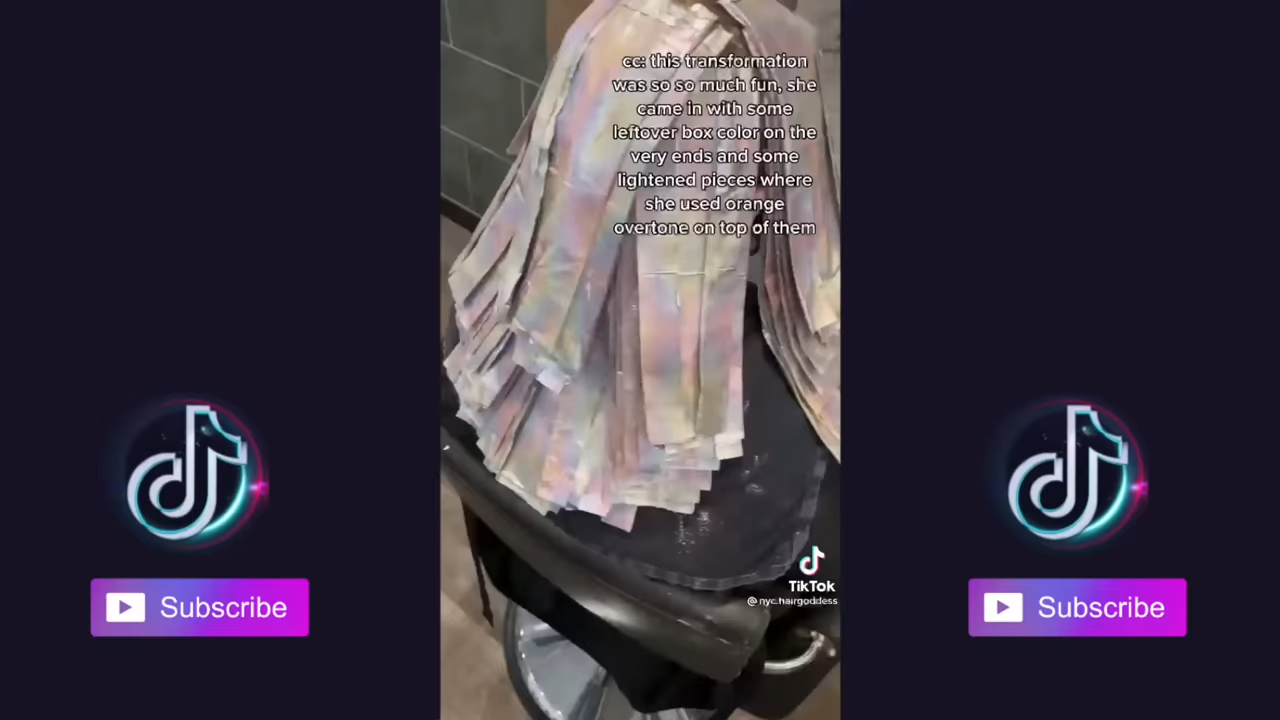 cc: this transformation
was so so much fun, she
came in with some
leftover box color on the
very ends and some
lightened pieces where
she used orange
overtone on top of them
TikTok
@nyc.hairgoddess
Subscribe
Subscribe